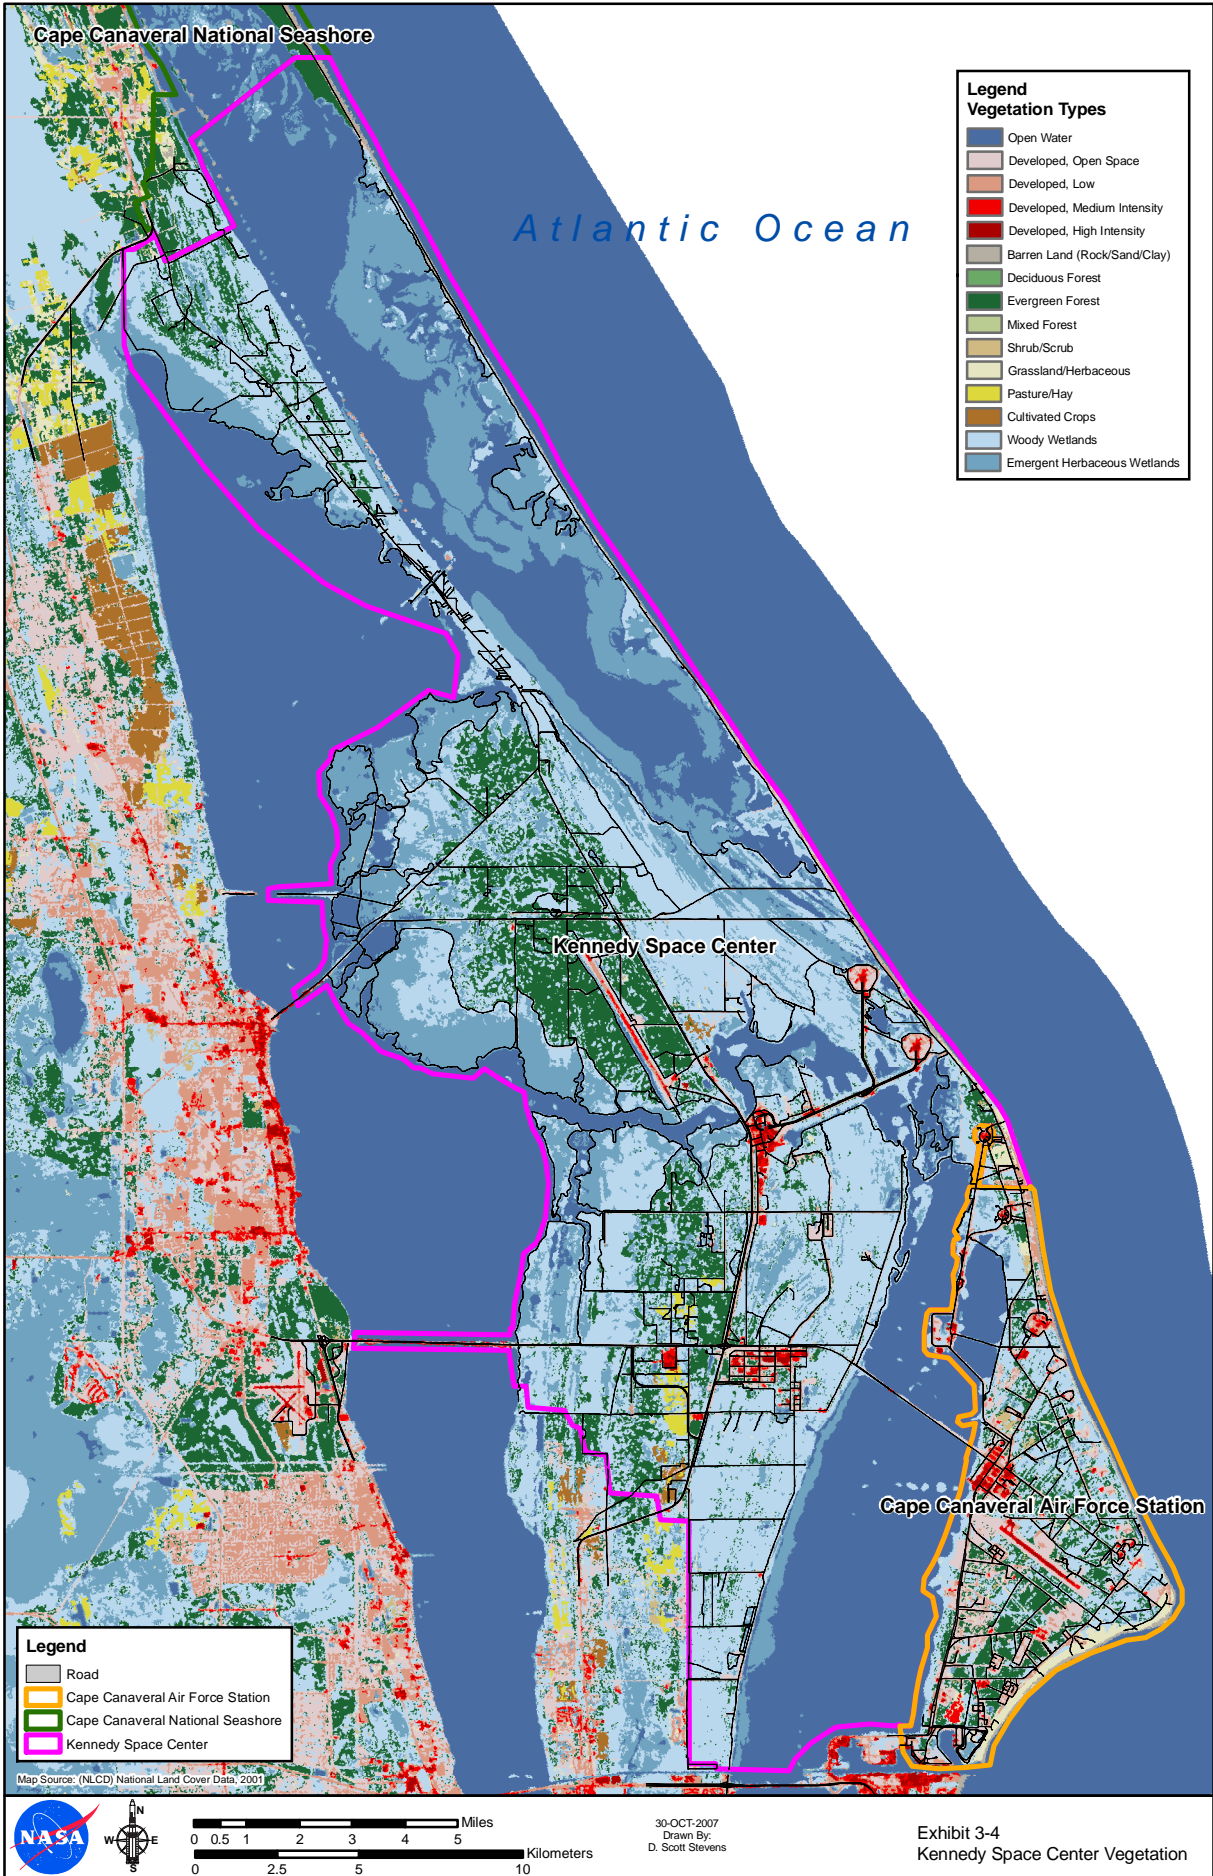 Cape Canaveral National Seashore
Legend
Vegetation Types
Open Water
Developed, Open Space
Developed, Low
Developed, Medium Intensity
Developed, High Intensity
Barren Land (Rock/Sand/Clay)
Deciduous Forest
Evergreen Forest
Mixed Forest
Shrub/Scrub
Grassland/Herbaceous
Pasture/Hay
Cultivated Crops
Woody Wetlands
Emergent Herbaceous Wetlands
Atlantic Ocean
Kennedy Space Center
Cape Canaveral Air Force Station
Legend
Road
Cape Canaveral Air Force Station
Cape Canaveral National Seashore
Kennedy Space Center
Map Source: (NLCD) National Land Cover Data, 2001
NASA
N
W E
S
Miles
0 0.5 1 2 3 4 5
Kilometers
0 2.5 5 10
30-OCT-2007
Drawn By:
D. Scott Stevens
Exhibit 3-4
Kennedy Space Center Vegetation